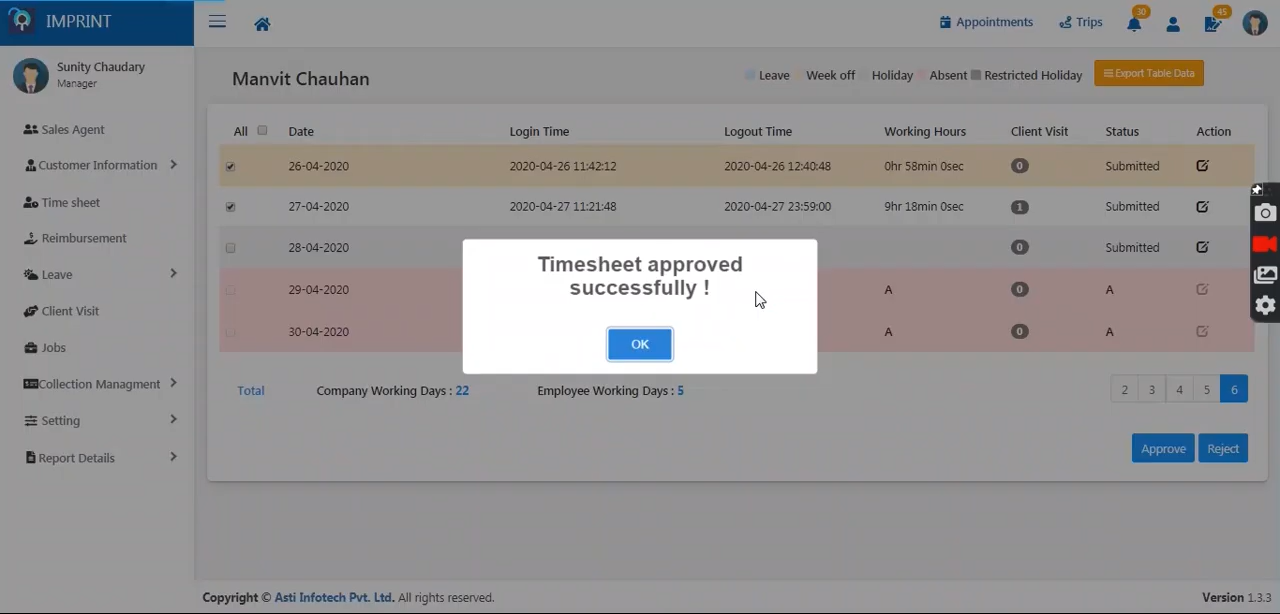 IMPRINT
Appointments Trips 30 45
Sunity Chaudary
Manager
Manvit Chauhan
Leave Week off Holiday Absent Restricted Holiday Export Table Data
Sales Agent
Customer Information
Time sheet
Reimbursement
Leave
Client Visit
Jobs
Collection Managment
Setting
Report Details
All Date Login Time Logout Time Working Hours Client Visit Status Action
26-04-2020 2020-04-26 11:42:12 2020-04-26 12:40:48 0hr 58min 0sec 0 Submitted
27-04-2020 2020-04-27 11:21:48 2020-04-27 23:59:00 9hr 18min 0sec 1 Submitted
28-04-2020 0 Submitted
29-04-2020 A 0 A
30-04-2020 A 0 A
Timesheet approved
successfully !
OK
Total Company Working Days : 22 Employee Working Days : 5 2 3 4 5 6
Approve Reject
Copyright © Asti Infotech Pvt. Ltd. All rights reserved. Version 1.3.3